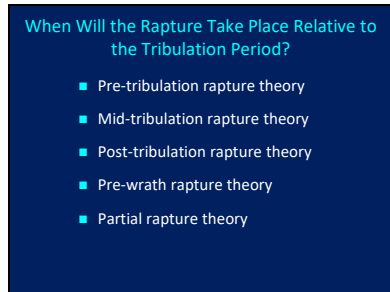 When Will the Rapture Take Place Relative to
the Tribulation Period?
Pre-tribulation rapture theory
Mid-tribulation rapture theory
Post-tribulation rapture theory
Pre-wrath rapture theory
Partial rapture theory